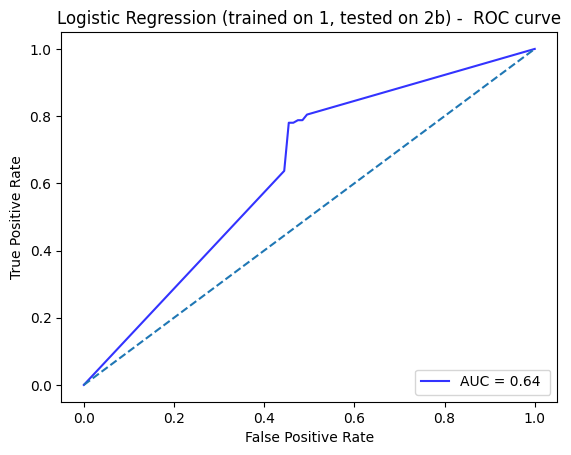 Logistic Regression (trained on 1, tested on 2b) -  ROC curve
True Positive Rate
1.0
0.8
0.6
0.4
0.2
0.0
AUC = 0.64
0.0 0.2 0.4 0.6 0.8 1.0
False Positive Rate